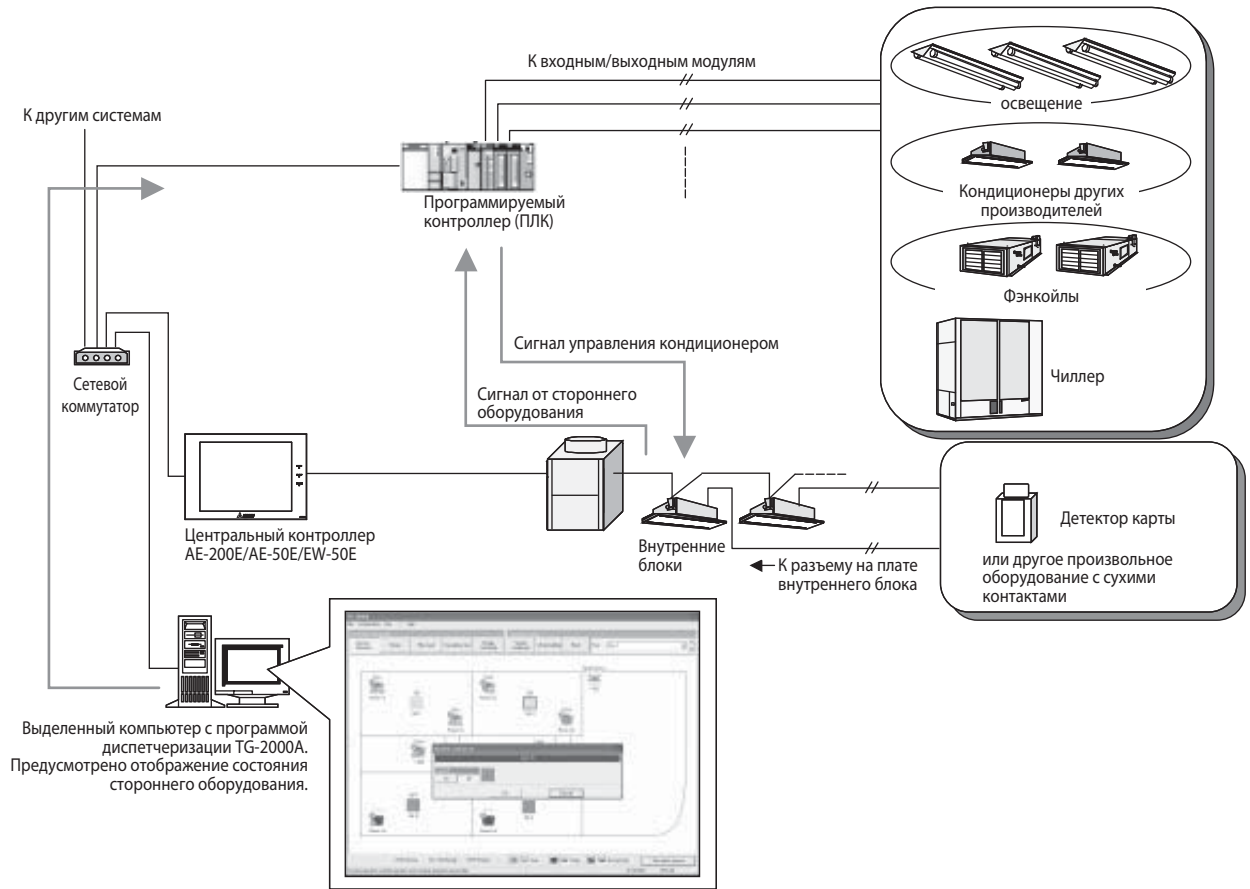 К входным/выходным модулям
К другим системам
освещение
Кондиционеры других
производителей
Программируемый
контроллер (ПЛК)
Фэнкойлы
Сигнал управления кондиционером
Чиллер
Сетевой
коммутатор
Сигнал от стороннего
оборудования
Детектор карты
или другое произвольное
оборудование с сухими
контактами
Центральный контроллер
AE-200E/AE-50E/EW-50E
Внутренние
блоки
К разъему на плате
внутреннего блока
Выделенный компьютер с программой
диспетчеризации TG-2000A.
Предусмотрено отображение состояния
стороннего оборудования.